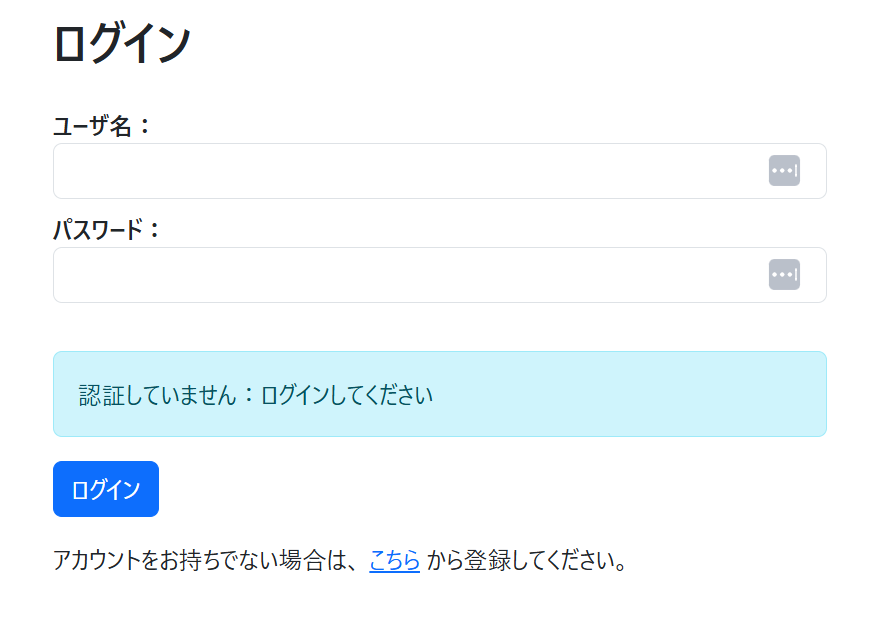 ログイン
ユーザ名：
パスワード：
認証していません：ログインしてください
ログイン
アカウントをお持ちでない場合は、 こちら から登録してください。